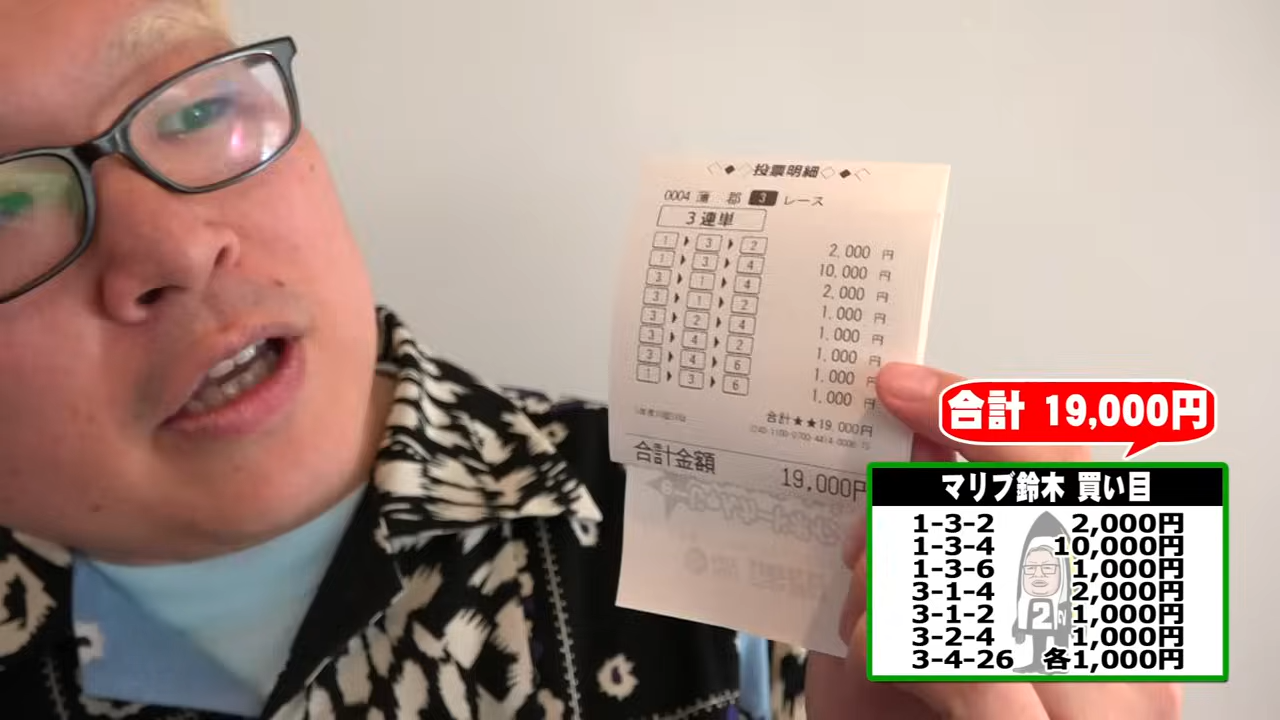 投票明細
0004 蒲 郡 3 レース
3連単
1 3 2 2,000 円
1 3 4 10,000 円
3 1 4 2,000 円
3 1 2 1,000 円
3 2 4 1,000 円
3 4 2 1,000 円
3 4 6 1,000 円
1 3 6 1,000 円
合計★★19,000円
合計金額 19,000円
合計 19,000円
マリブ鈴木 買い目
1-3-2 2,000円
1-3-4 10,000円
1-3-6 1,000円
3-1-4 2,000円
3-1-2 1,000円
3-2-4 1,000円
3-4-26 各1,000円
2